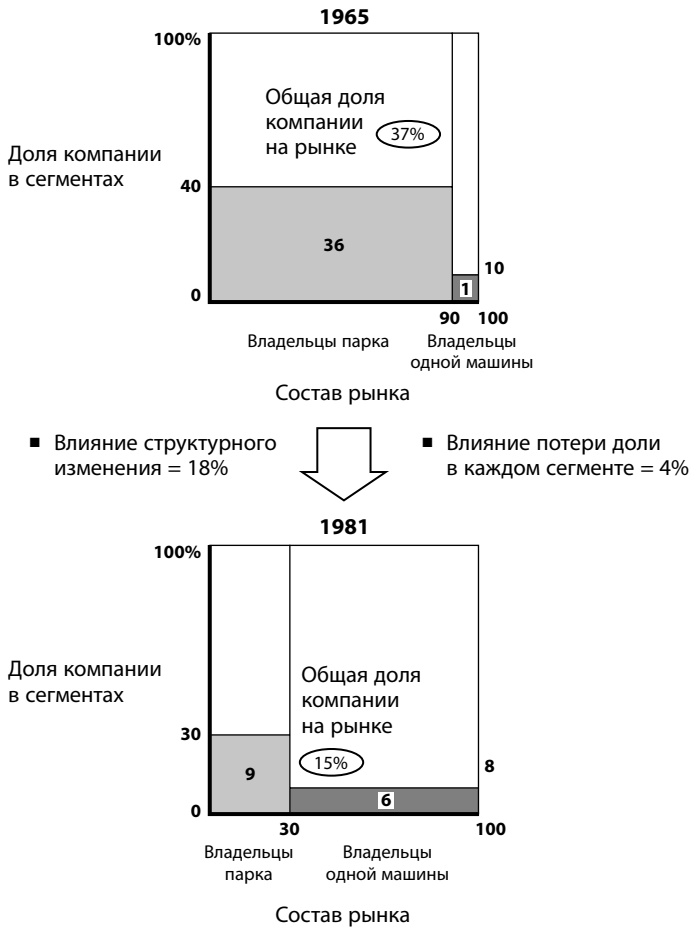 1965
100%
Общая доля
компании
на рынке
37%
Доля компании
в сегментах
40
36
10
1
0
90 100
Владельцы парка
Владельцы
одной машины
Состав рынка
■ Влияние структурного
изменения = 18%
■ Влияние потери доли
в каждом сегменте = 4%
1981
100%
Доля компании
в сегментах
Общая доля
компании
на рынке
30
15%
8
9
6
0
30
100
Владельцы
парка
Владельцы
одной машины
Состав рынка